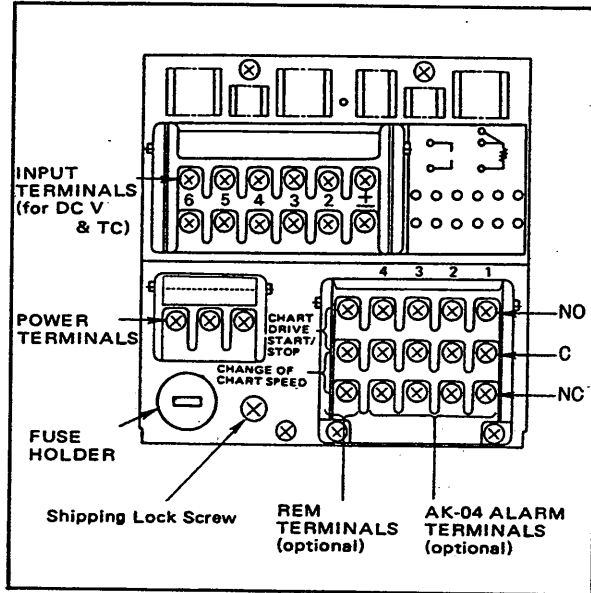 INPUT
TERMINALS
(for DC V
& TC)
6 5 4 3 2 ±
4 3 2 1
POWER
TERMINALS
CHART
DRIVE
START/
STOP
CHANGE OF
CHART SPEED
NO
C
NC
FUSE
HOLDER
Shipping Lock Screw
REM
TERMINALS
(optional)
AK-04 ALARM
TERMINALS
(optional)